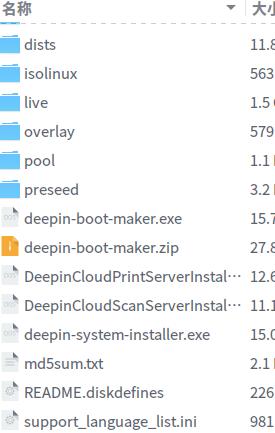 名称 大小
dists 11.8
isolinux 563
live 1.5
overlay 579
pool 1.1
preseed 3.2
deepin-boot-maker.exe 15.7
deepin-boot-maker.zip 27.8
DeepinCloudPrintServerInstal··· 12.6
DeepinCloudScanServerInstal··· 11.1
deepin-system-installer.exe 15.0
md5sum.txt 2.1
README.diskdefines 226
support_language_list.ini 981